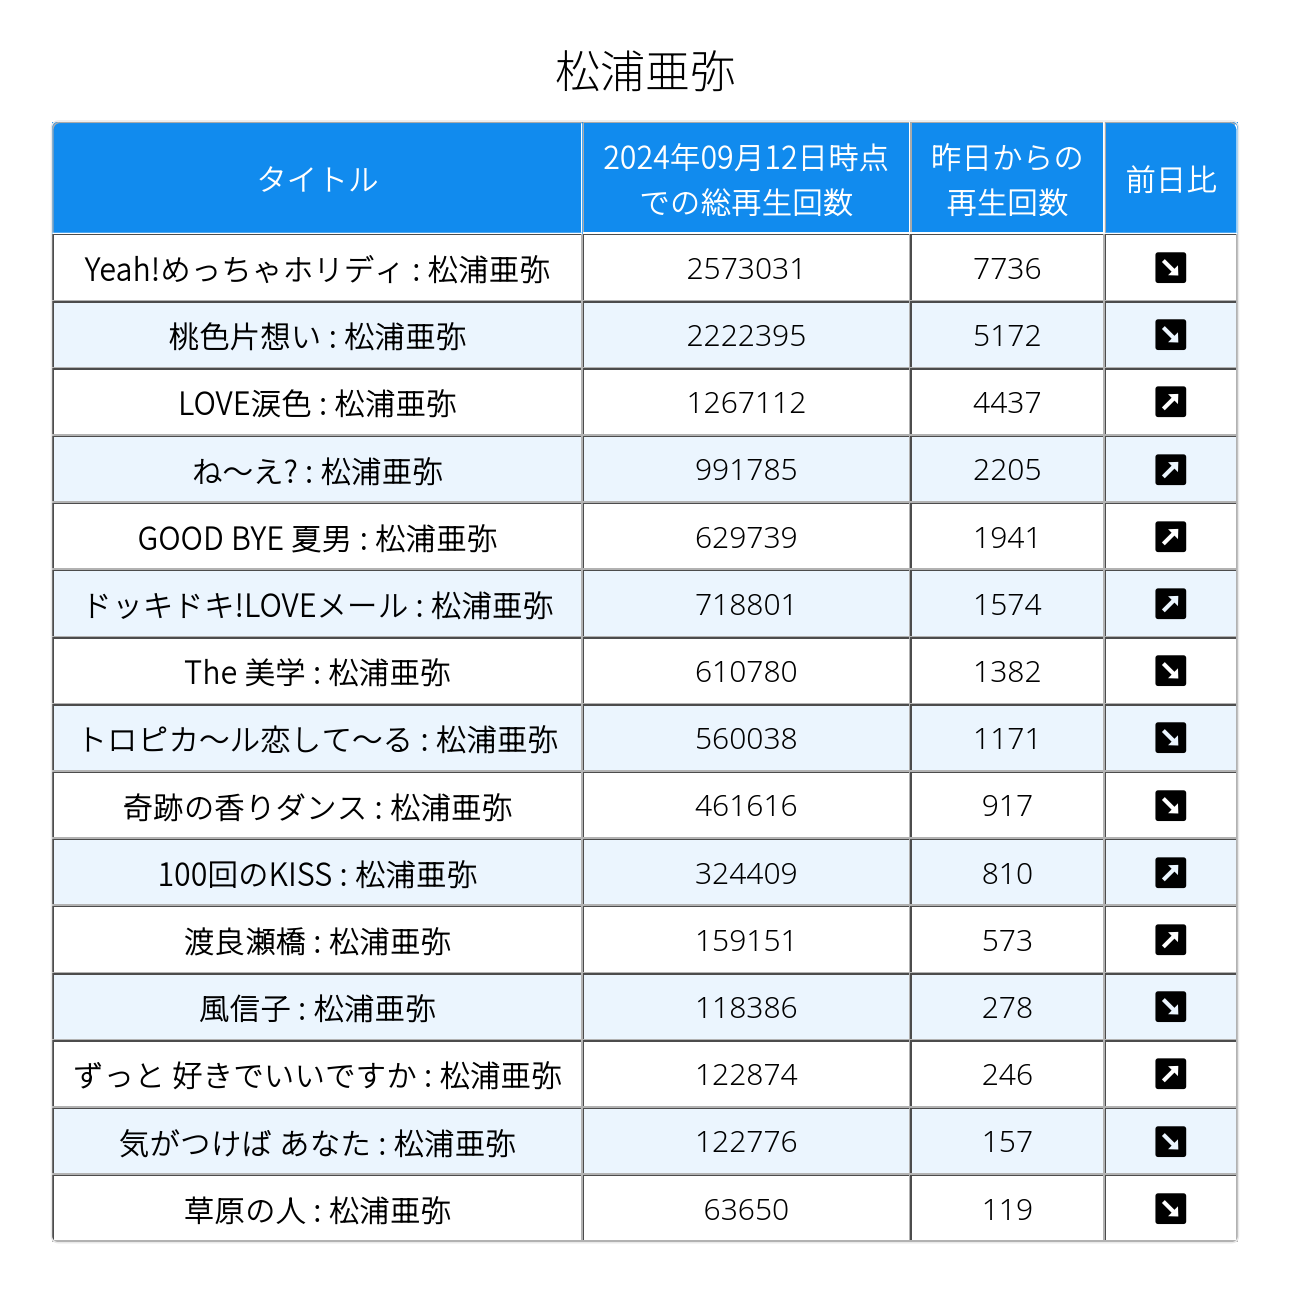 松浦亜弥
タイトル
2024年09月12日時点
での総再生回数
昨日からの
再生回数
前日比
Yeah!めっちゃホリディ : 松浦亜弥 2573031 7736
桃色片想い : 松浦亜弥 2222395 5172
LOVE涙色 : 松浦亜弥 1267112 4437
ね〜え? : 松浦亜弥 991785 2205
GOOD BYE 夏男 : 松浦亜弥 629739 1941
ドッキドキ!LOVEメール : 松浦亜弥 718801 1574
The 美学 : 松浦亜弥 610780 1382
トロピカ〜ル恋して〜る : 松浦亜弥 560038 1171
奇跡の香りダンス : 松浦亜弥 461616 917
100回のKISS : 松浦亜弥 324409 810
渡良瀬橋 : 松浦亜弥 159151 573
風信子 : 松浦亜弥 118386 278
ずっと 好きでいいですか : 松浦亜弥 122874 246
気がつけば あなた : 松浦亜弥 122776 157
草原の人 : 松浦亜弥 63650 119